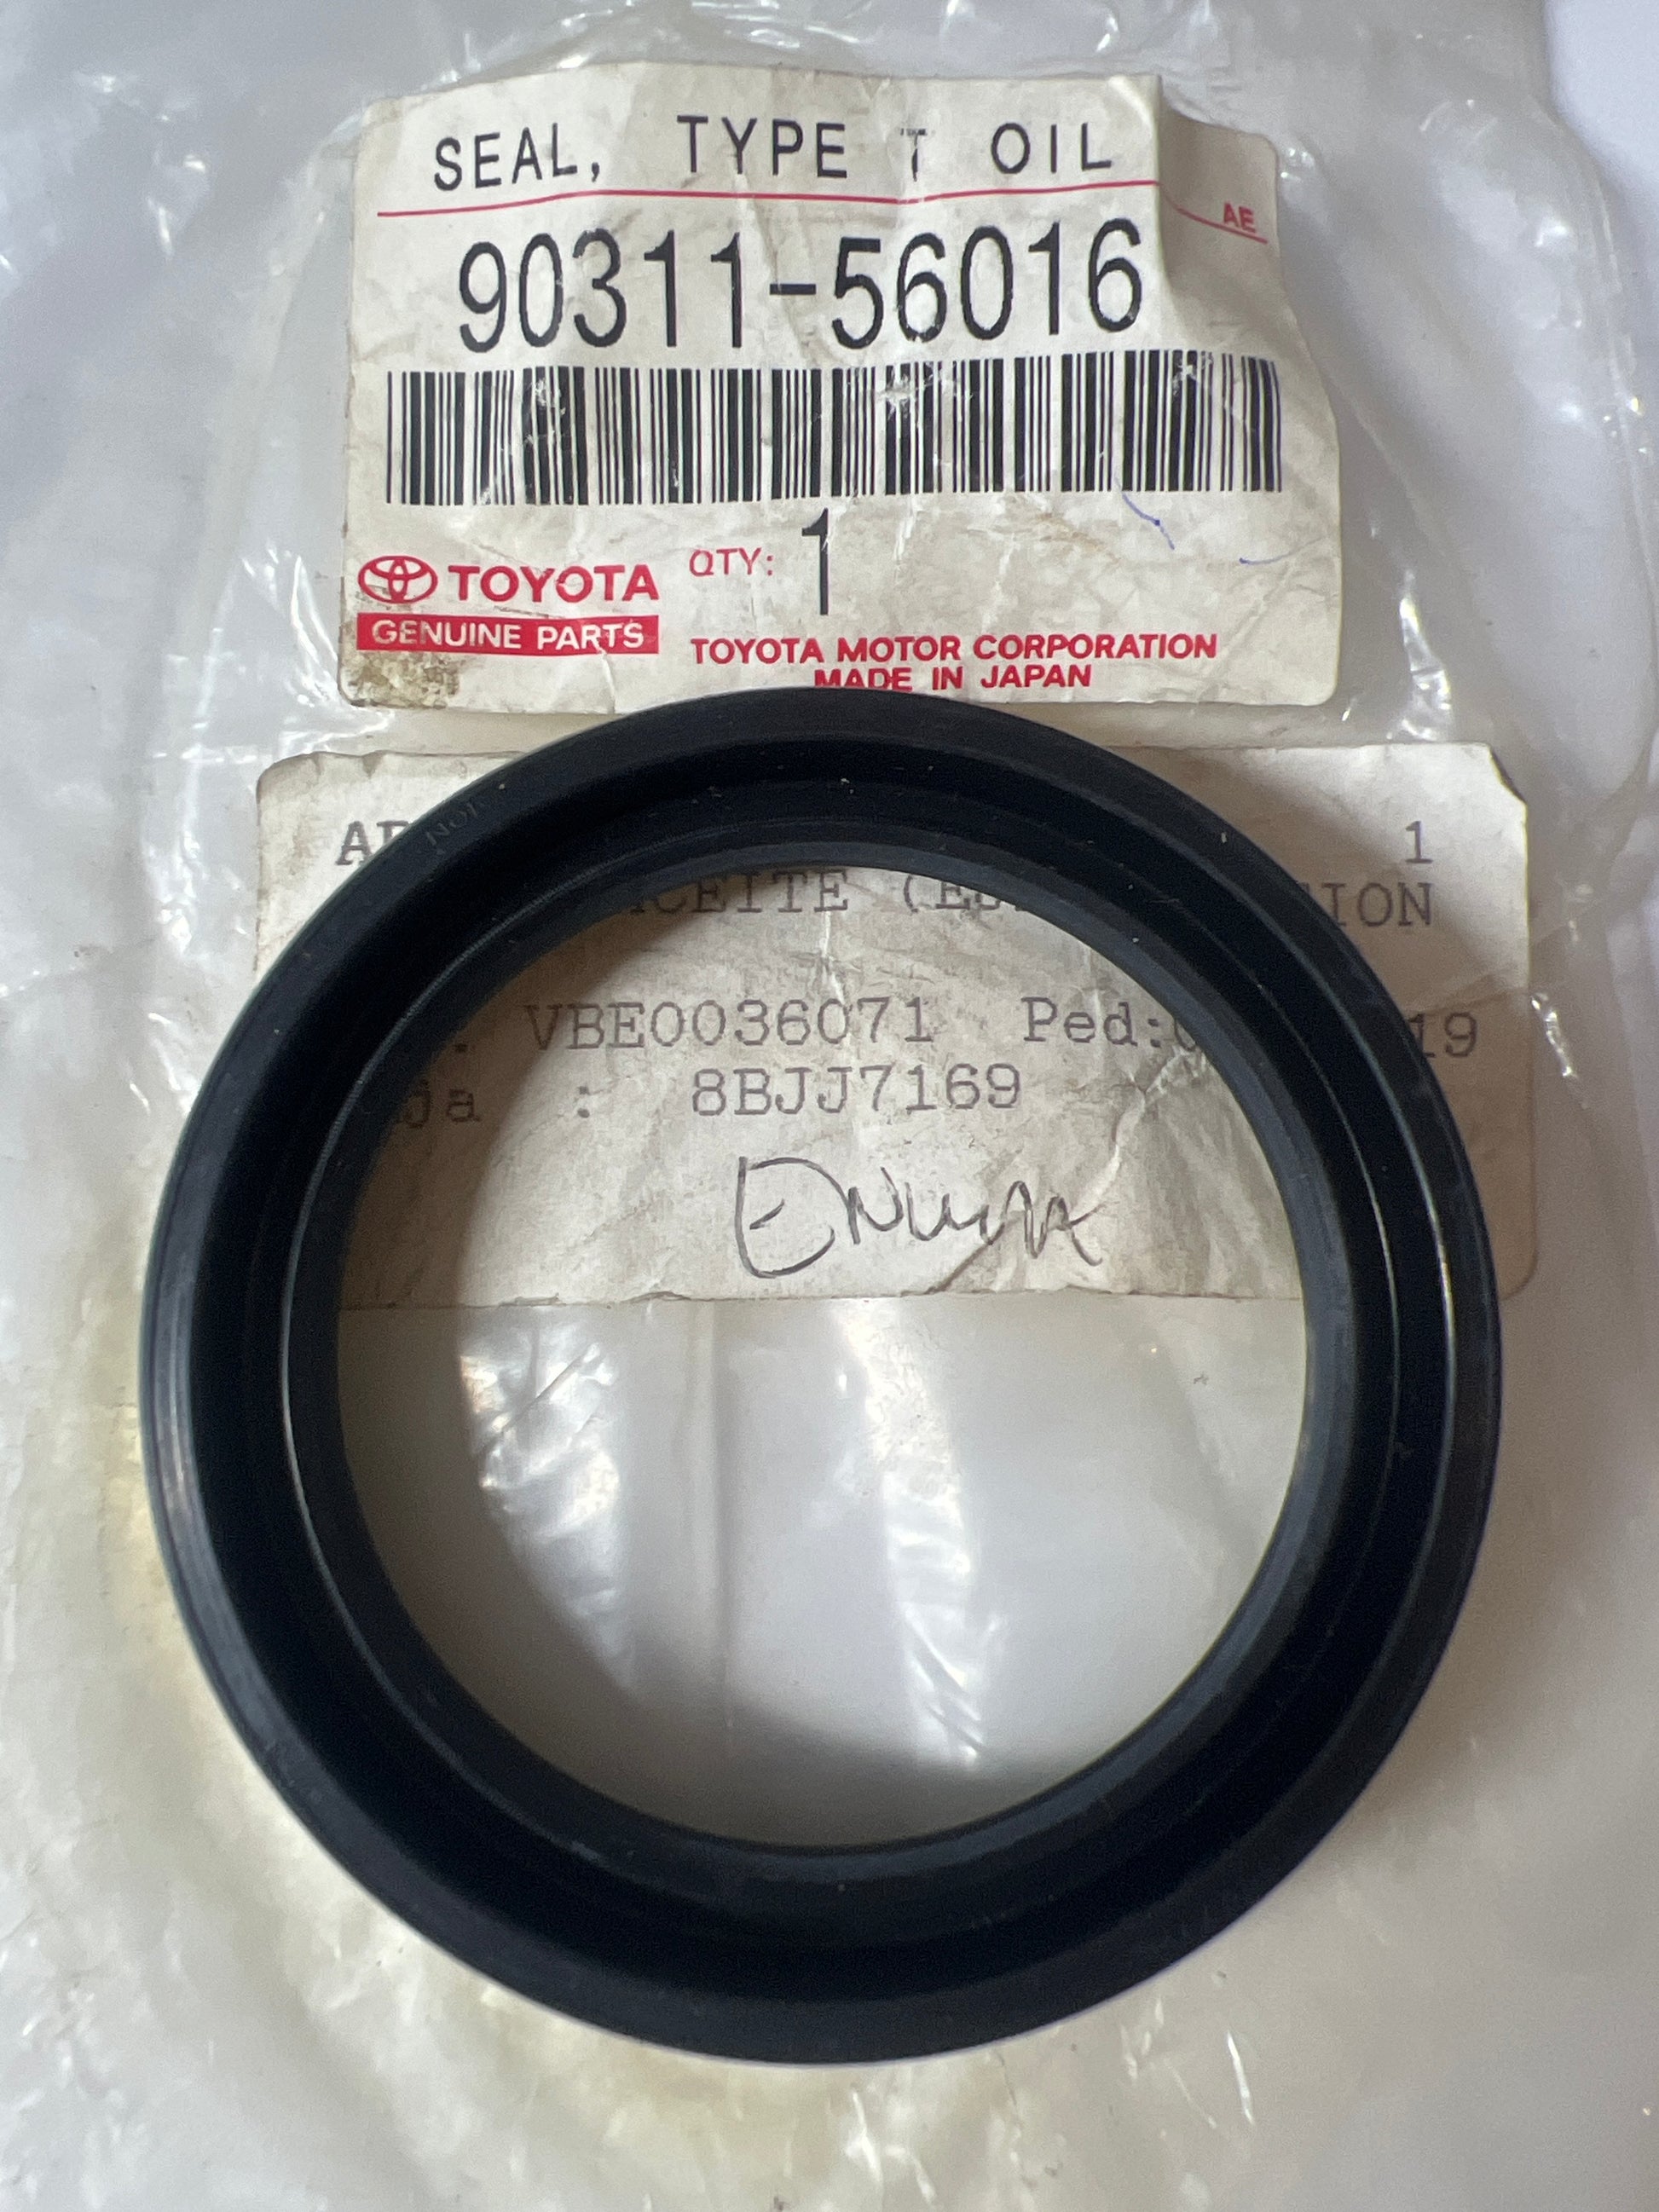 SEAL, TYPE T OIL
AE
90311-56016
QTY: 1
TOYOTA
GENUINE PARTS
TOYOTA MOTOR CORPORATION
MADE IN JAPAN
1
VBE0036071 Ped:
: 8BJJ7169